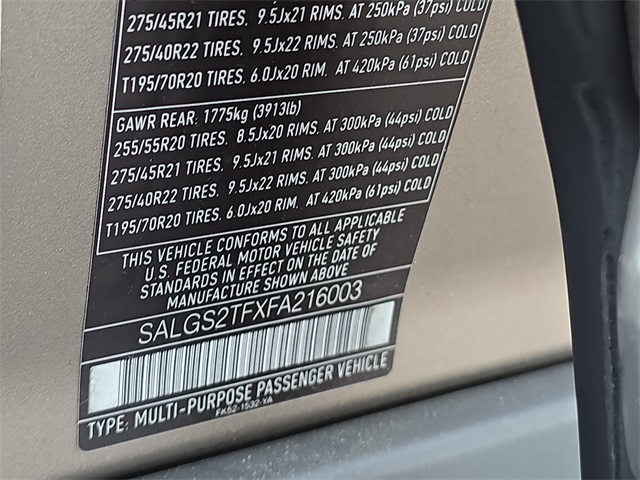 275/45R21 TIRES. 9.5Jx21 RIMS. AT 250kPa (37psi) COLD
275/40R22 TIRES. 9.5Jx22 RIMS. AT 250kPa (37psi) COLD
T195/70R20 TIRES. 6.0Jx20 RIM. AT 420kPa (61psi) COLD
GAWR REAR: 1775kg (3913lb)
255/55R20 TIRES. 8.5Jx20 RIMS. AT 300kPa (44psi) COLD
275/45R21 TIRES. 9.5Jx21 RIMS. AT 300kPa (44psi) COLD
275/40R22 TIRES. 9.5Jx22 RIMS. AT 300kPa (44psi) COLD
T195/70R20 TIRES. 6.0Jx20 RIM. AT 420kPa (61psi) COLD
THIS VEHICLE CONFORMS TO ALL APPLICABLE
U.S. FEDERAL MOTOR VEHICLE SAFETY
STANDARDS IN EFFECT ON THE DATE OF
MANUFACTURE SHOWN ABOVE
SALGS2TFXFA216003
TYPE: MULTI-PURPOSE PASSENGER VEHICLE
FK52-1532-YA